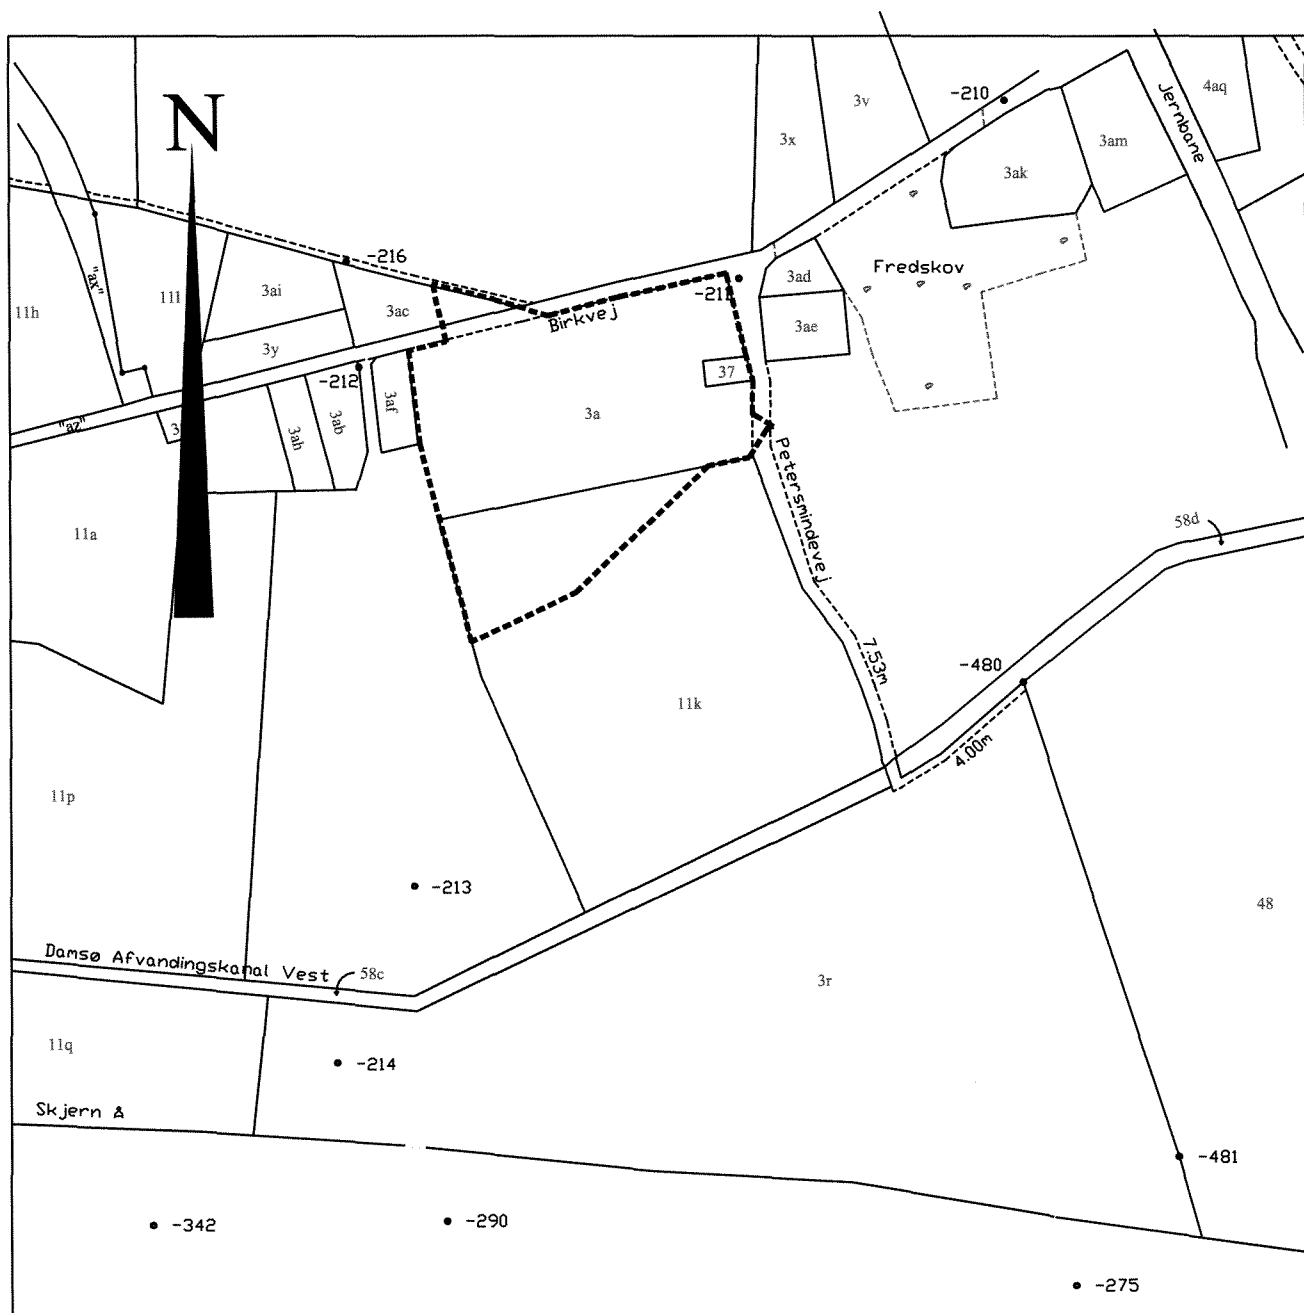 N
-210
Jernbane
4aq
3v
3x
3am
3ak
-216
"ax"
11l
3ai
3ac
11h
3y
-211
3ad
Fredskov
Birkvej
3ae
-212
37
"az"
3af
3a
3ah
3ab
Petersmindevej
11a
58d
7.53m
-480
11k
4.00m
11p
-213
48
Damsø Afvandingskanal Vest
58c
3r
11q
-214
Skjern Å
-481
-342
-290
-275